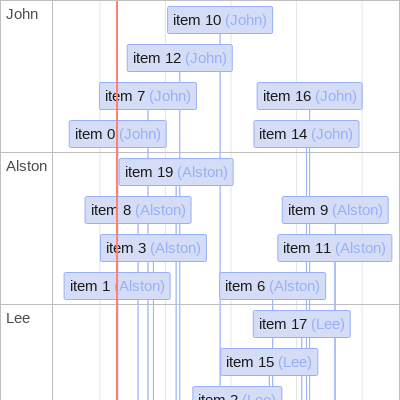 John
item 10 (John)
item 12 (John)
item 7 (John)
item 16 (John)
item 0 (John)
item 14 (John)
Alston
item 19 (Alston)
item 8 (Alston)
item 9 (Alston)
item 3 (Alston)
item 11 (Alston)
item 1 (Alston)
item 6 (Alston)
Lee
item 17 (Lee)
item 15 (Lee)
item 2 (Lee)